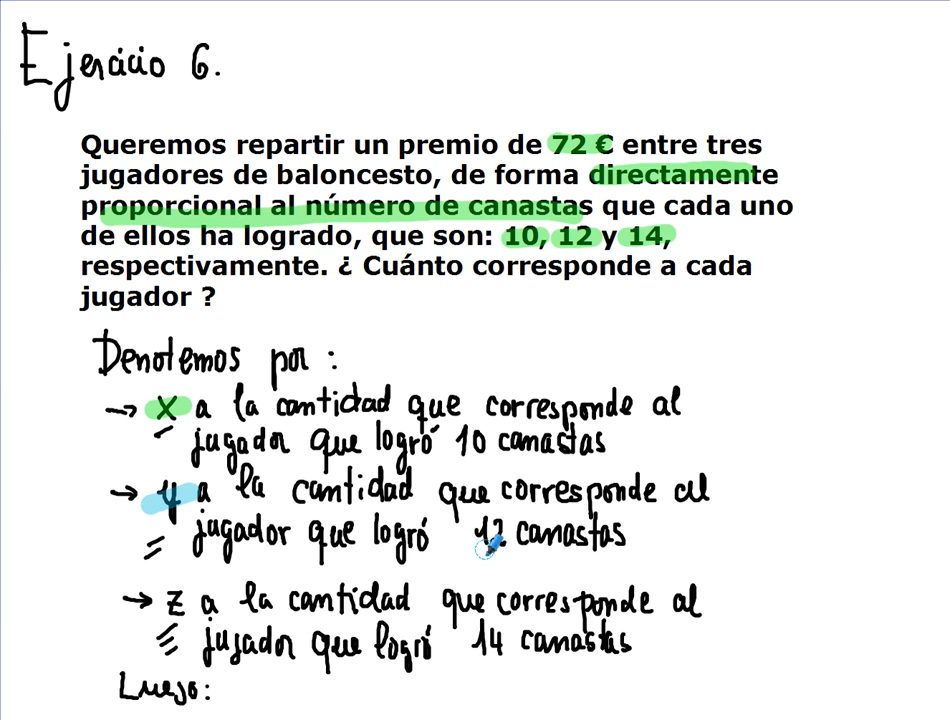 Ejercicio 6.
Queremos repartir un premio de 72 € entre tres
jugadores de baloncesto, de forma directamente
proporcional al número de canastas que cada uno
de ellos ha logrado, que son: 10, 12 y 14,
respectivamente. ¿ Cuánto corresponde a cada
jugador ?
Denotemos por :
→ x a la cantidad que corresponde al
jugador que logró 10 canastas
→ y a la cantidad que corresponde al
jugador que logró 12 canastas
→ z a la cantidad que corresponde al
jugador que logró 14 canastas
Luego: